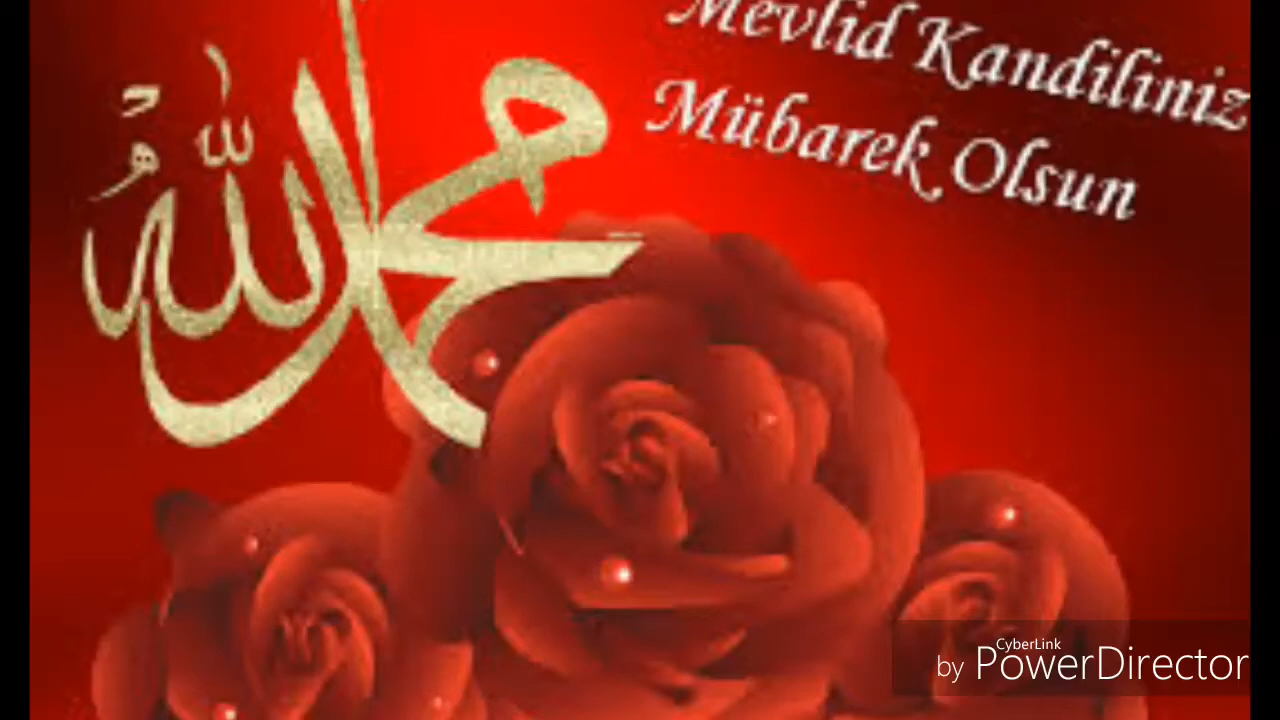 Mevlid Kandiliniz
Mübarek Olsun
محمد
الله
CyberLink
by PowerDirector